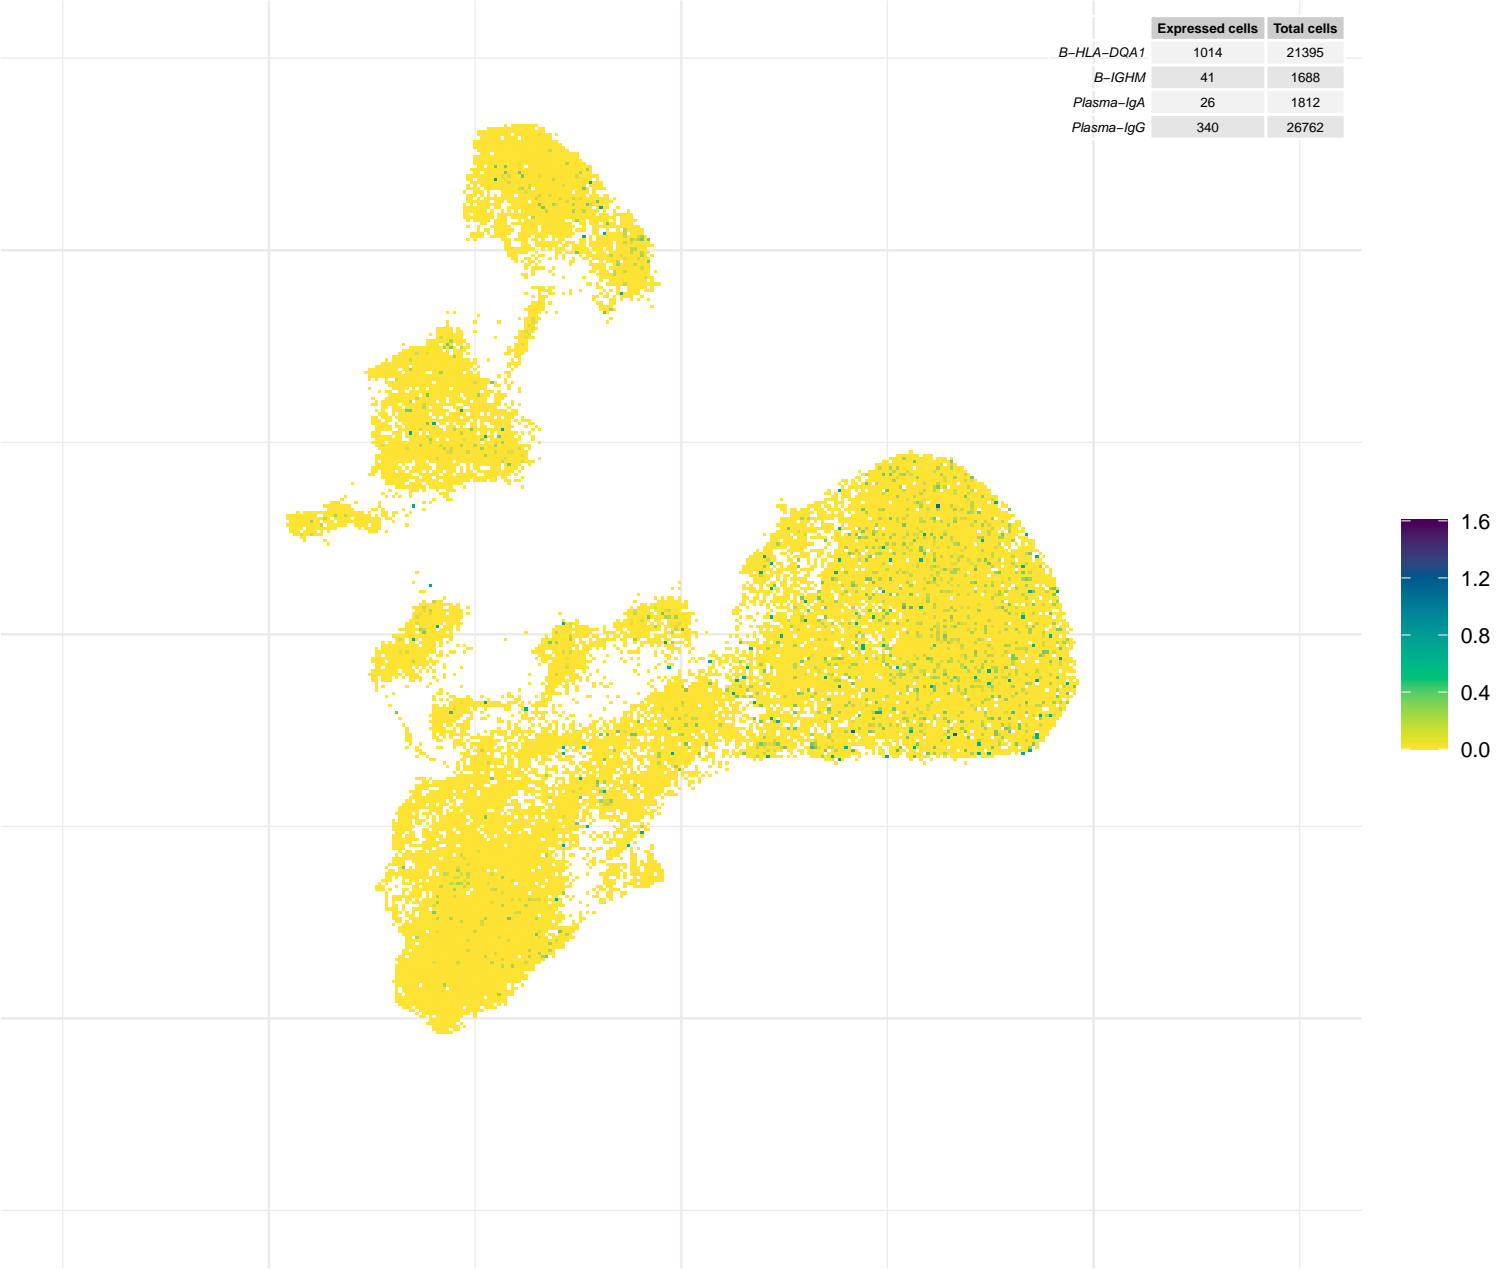 Expressed cells Total cells
B−HLA−DQA1 1014 21395
B−IGHM 41 1688
Plasma−IgA 26 1812
Plasma−IgG 340 26762
1.6
1.2
0.8
0.4
0.0